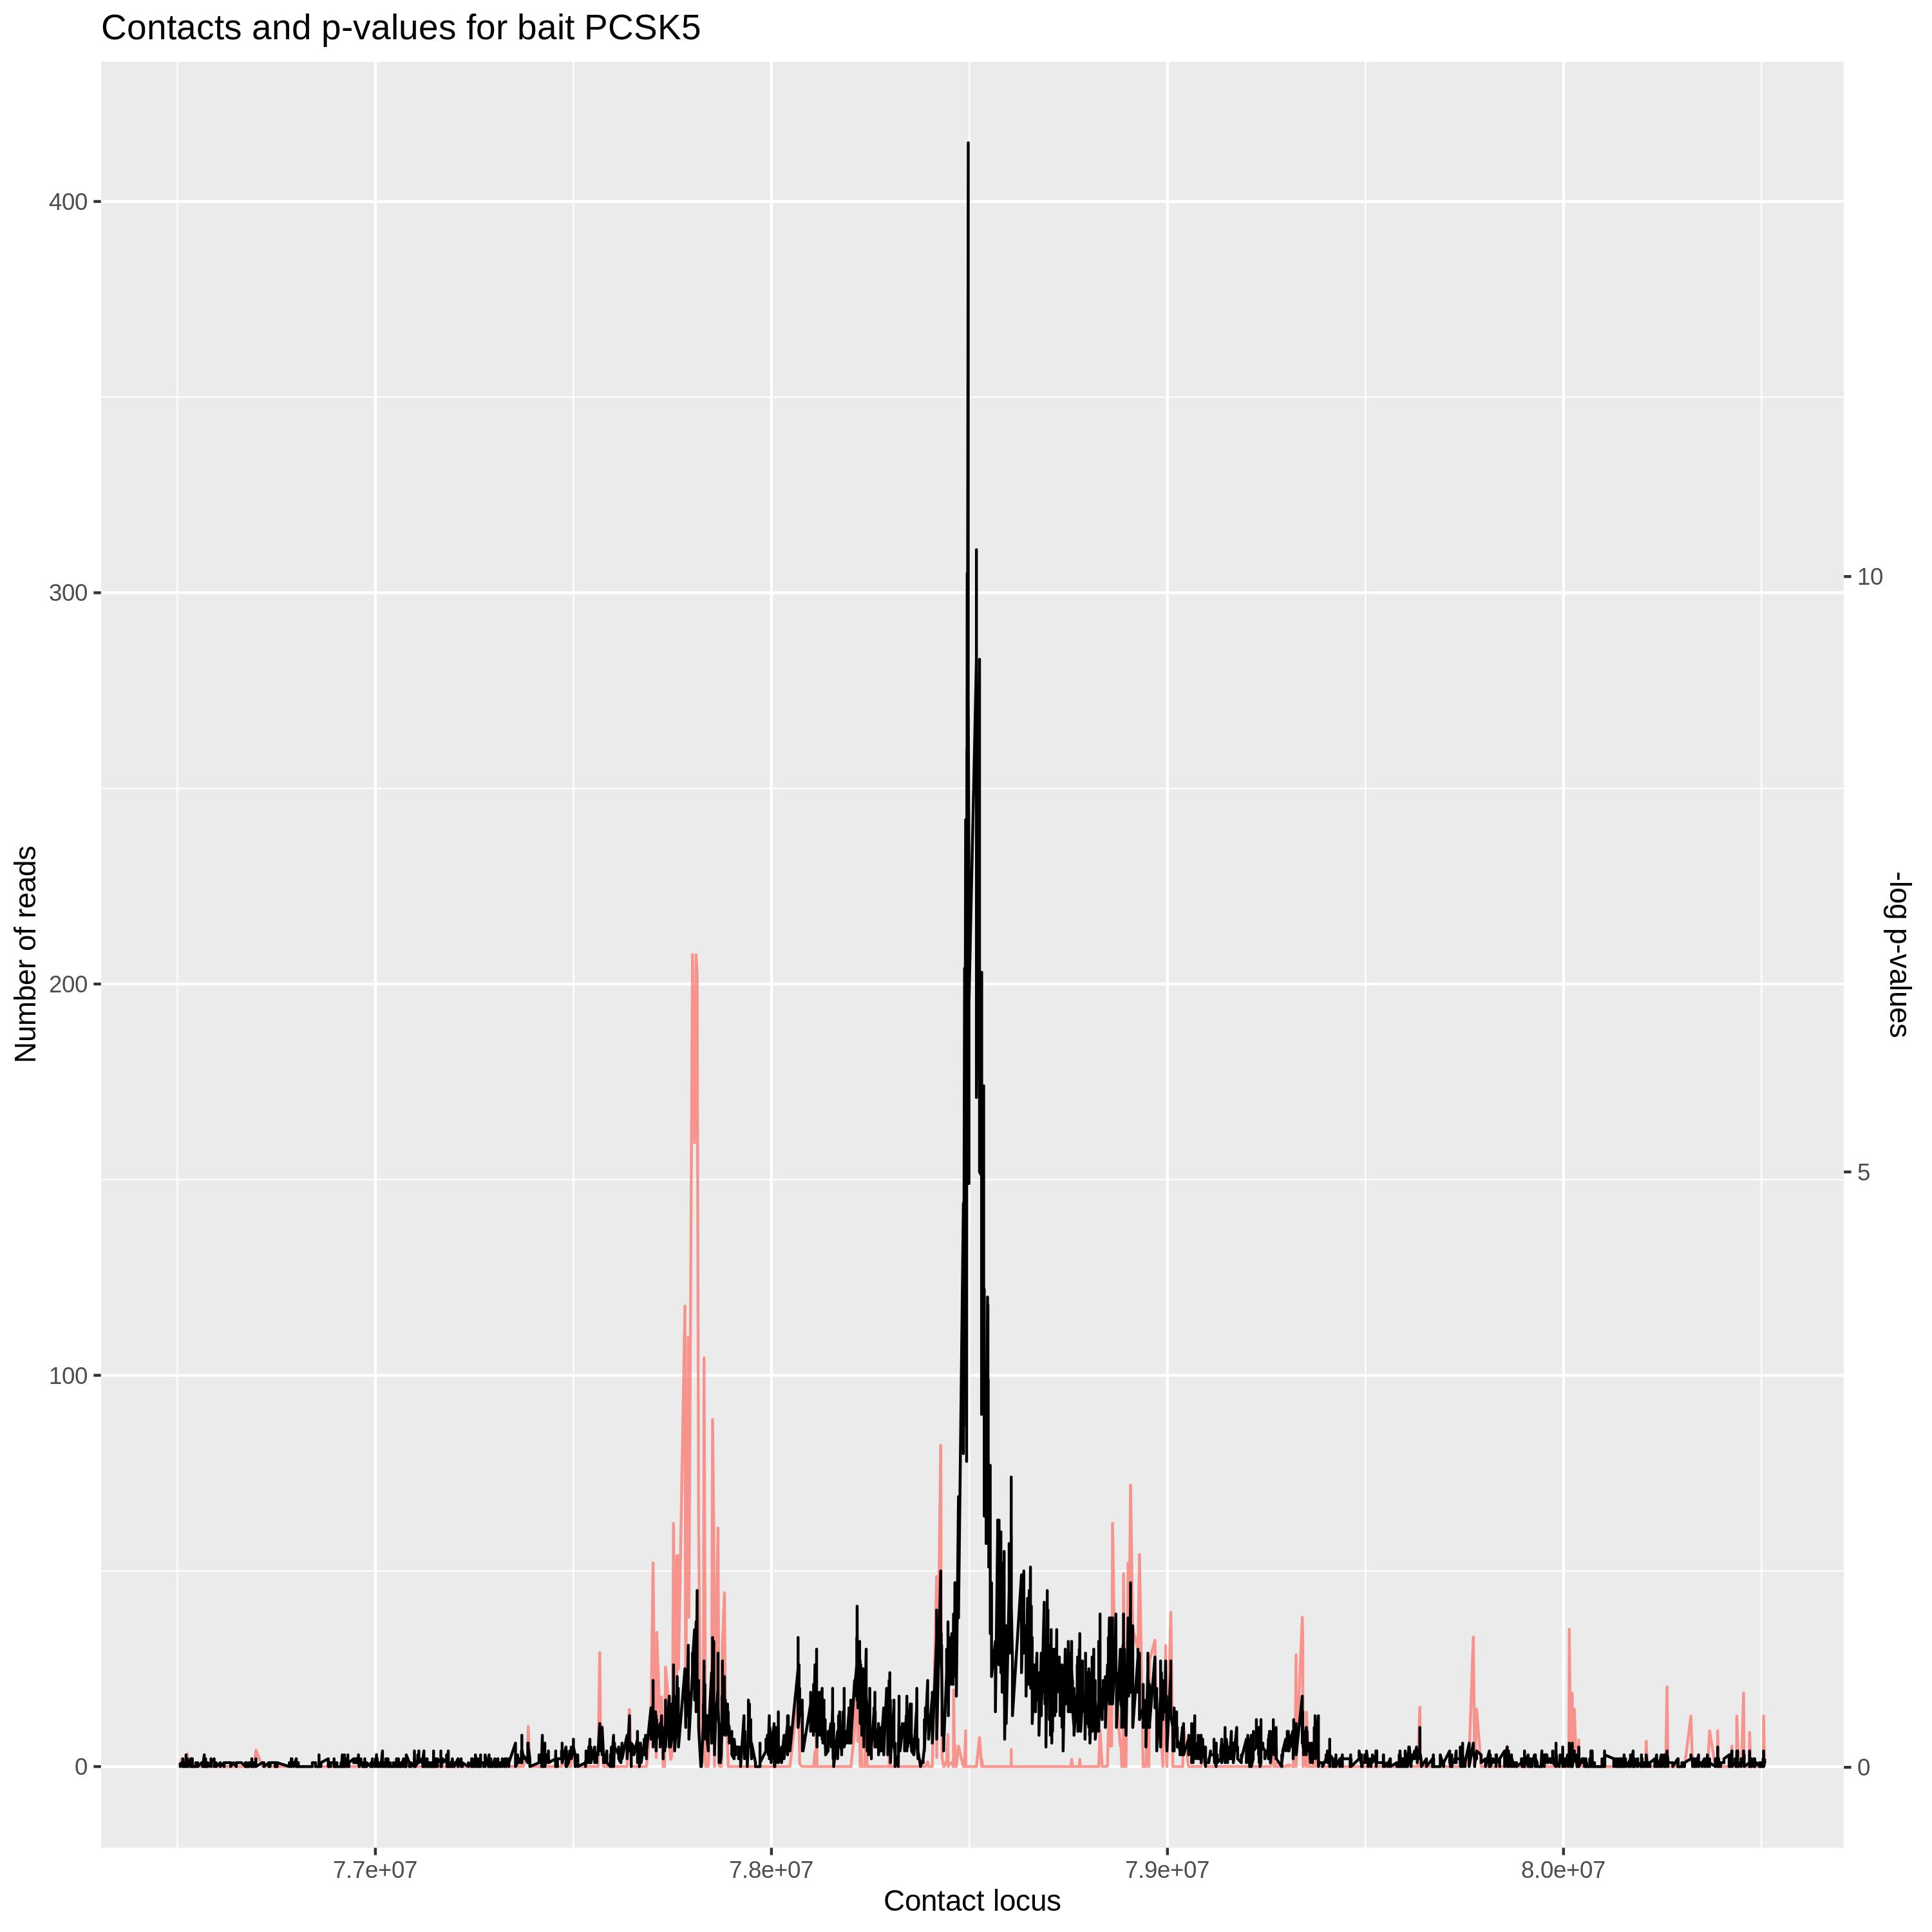 Contacts and p-values for bait PCSK5
400
300
200
100
0
Number of reads
10
5
0
-log p-values
7.7e+07
7.8e+07
7.9e+07
8.0e+07
Contact locus